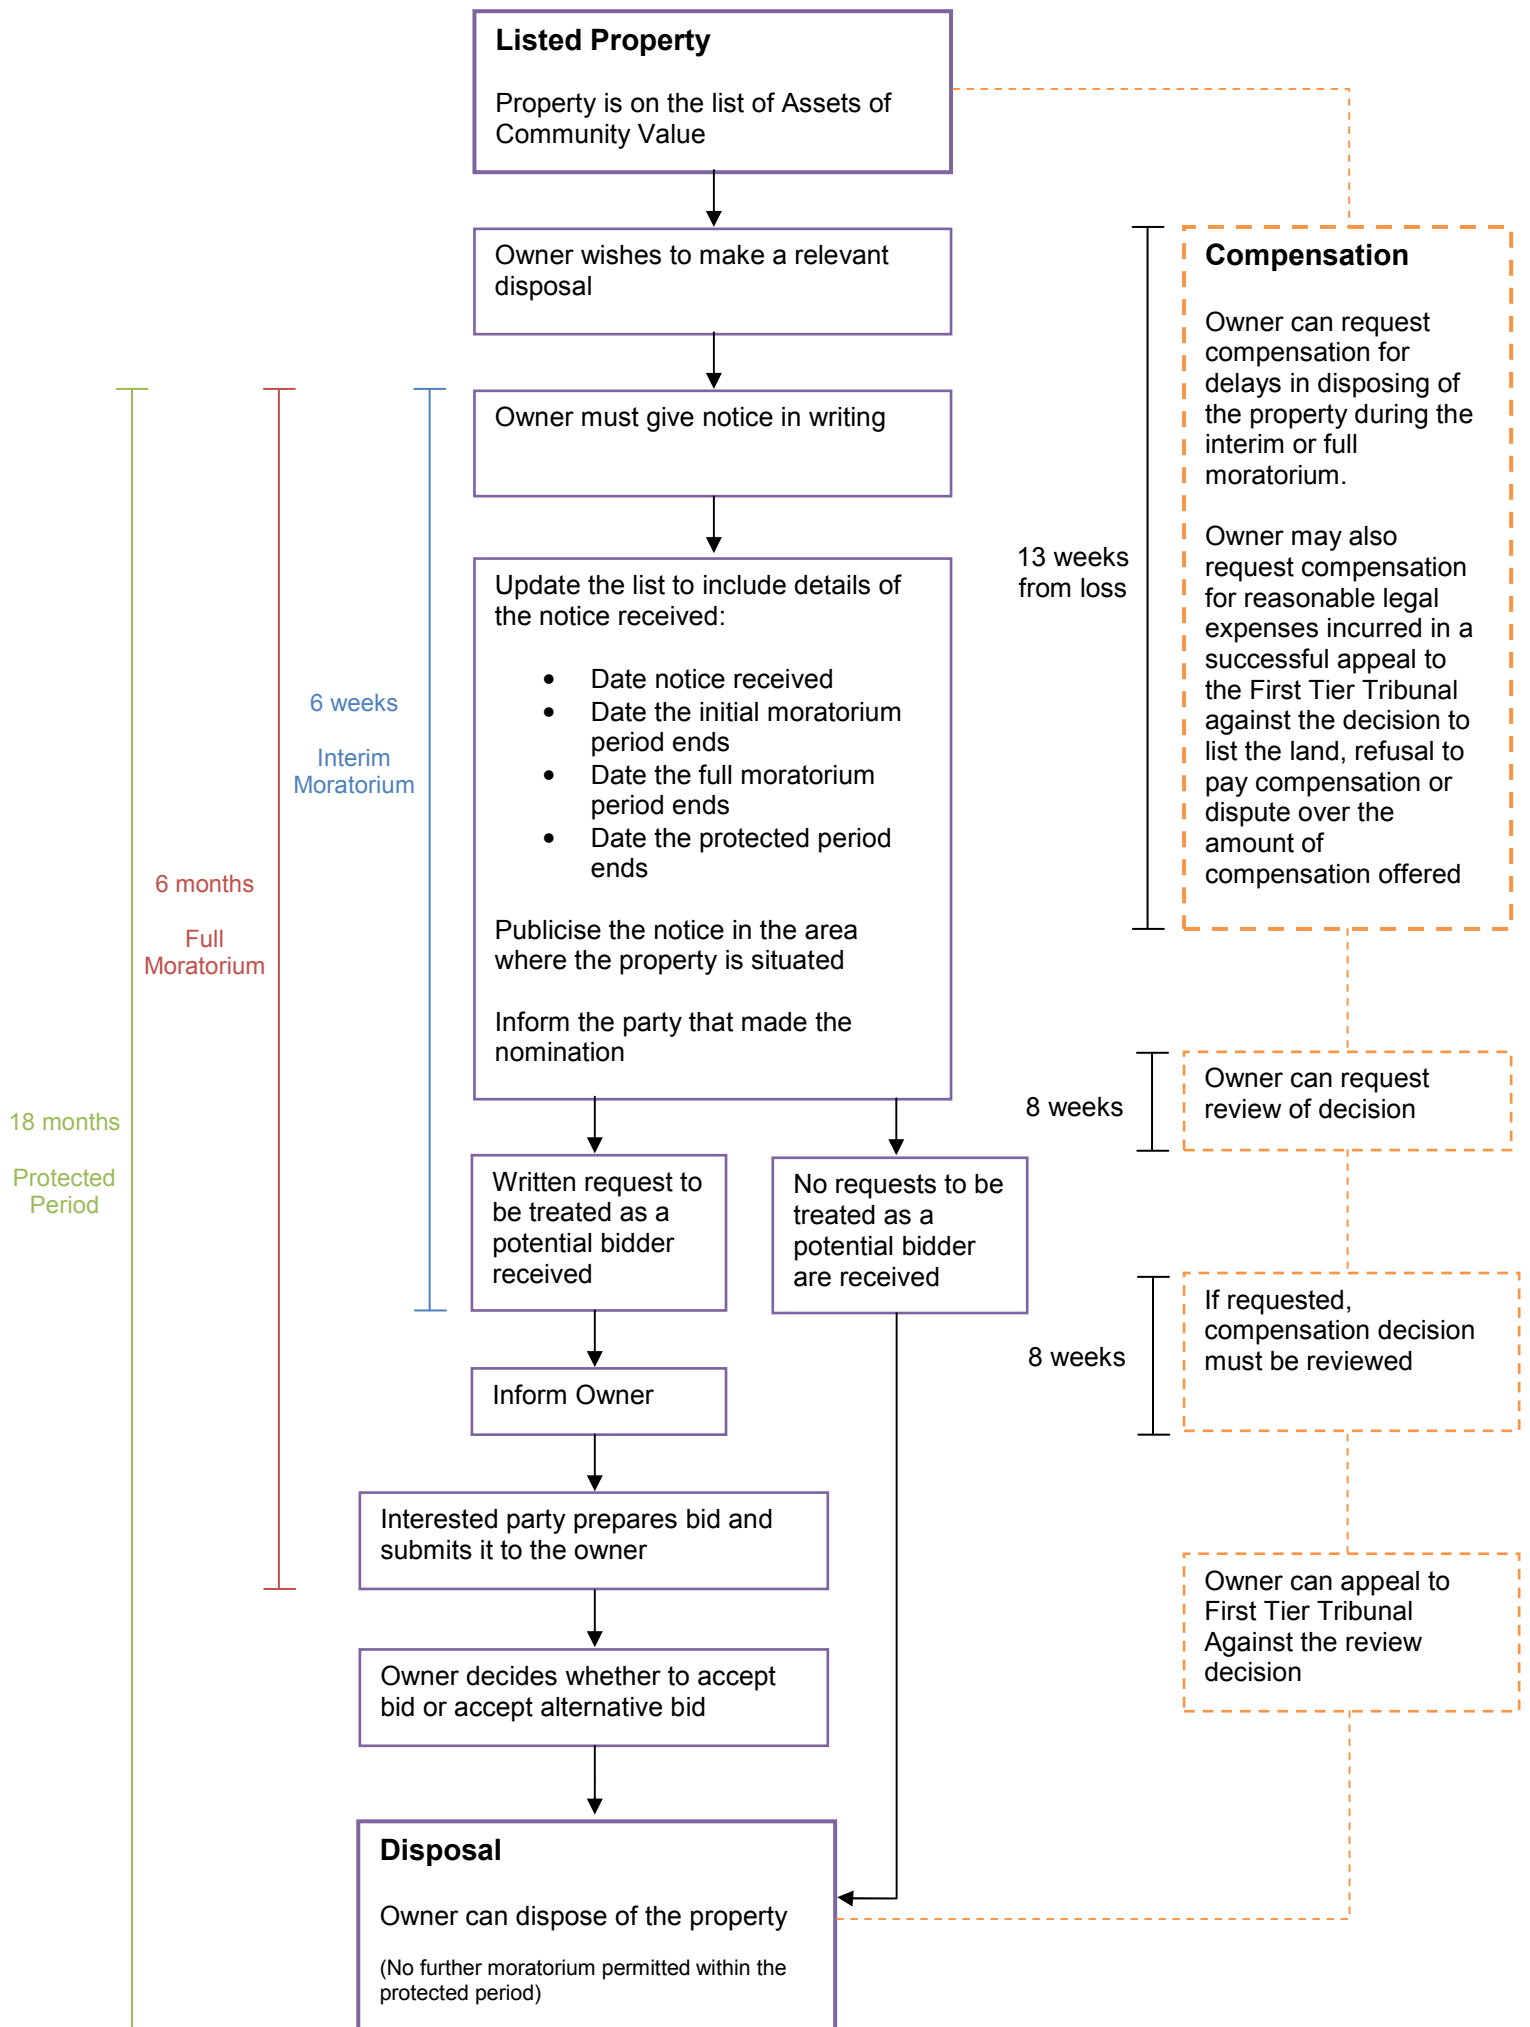 Listed Property
Property is on the list of Assets of
Community Value
Owner wishes to make a relevant
disposal
Owner must give notice in writing
Update the list to include details of
the notice received:
• Date notice received
• Date the initial moratorium
period ends
• Date the full moratorium
period ends
• Date the protected period
ends
Publicise the notice in the area
where the property is situated
Inform the party that made the
nomination
Written request to
be treated as a
potential bidder
received
No requests to be
treated as a
potential bidder
are received
Inform Owner
Interested party prepares bid and
submits it to the owner
Owner decides whether to accept
bid or accept alternative bid
Disposal
Owner can dispose of the property
(No further moratorium permitted within the
protected period)
18 months
Protected
Period
6 months
Full
Moratorium
6 weeks
Interim
Moratorium
13 weeks
from loss
Compensation
Owner can request
compensation for
delays in disposing of
the property during the
interim or full
moratorium.
Owner may also
request compensation
for reasonable legal
expenses incurred in a
successful appeal to
the First Tier Tribunal
against the decision to
list the land, refusal to
pay compensation or
dispute over the
amount of
compensation offered
8 weeks
Owner can request
review of decision
8 weeks
If requested,
compensation decision
must be reviewed
Owner can appeal to
First Tier Tribunal
Against the review
decision